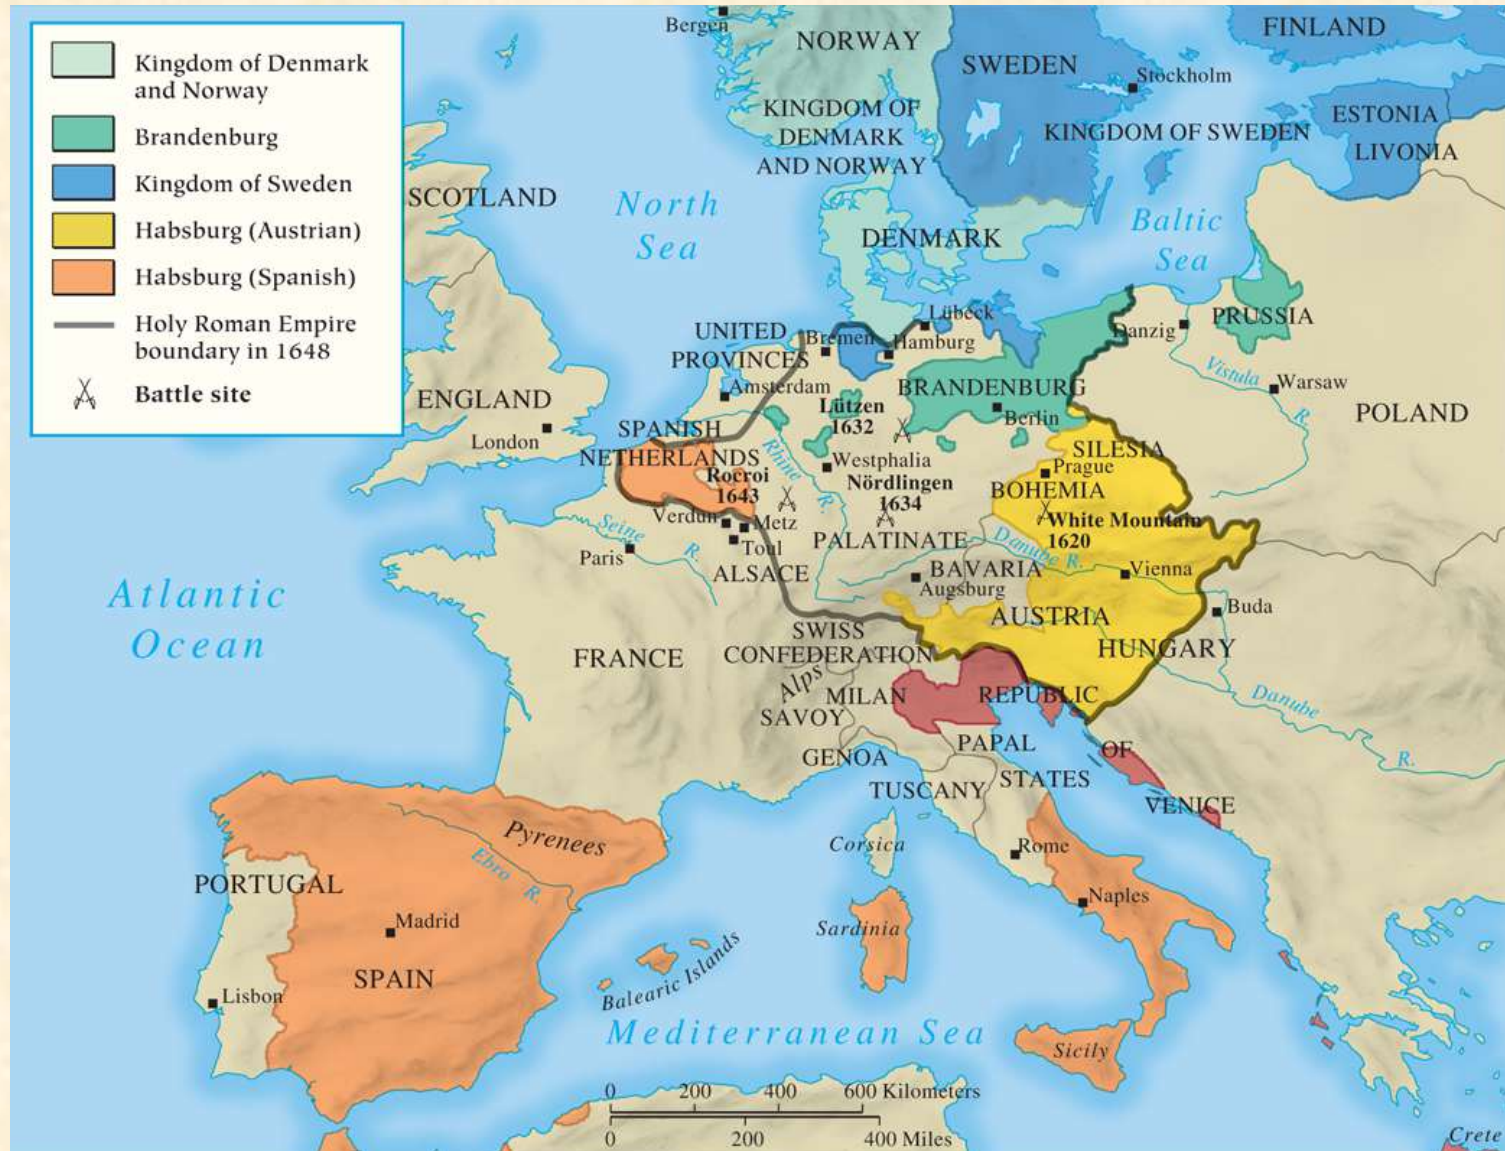 Kingdom of Denmark
and Norway
Brandenburg
Kingdom of Sweden
Habsburg (Austrian)
Habsburg (Spanish)
Holy Roman Empire
boundary in 1648
Battle site
Bergen
NORWAY
SWEDEN
FINLAND
Stockholm
KINGDOM OF
DENMARK
AND NORWAY
KINGDOM OF SWEDEN
ESTONIA
LIVONIA
SCOTLAND
North
Sea
DENMARK
Baltic
Sea
UNITED
PROVINCES
Bremen
Lübeck
Hamburg
Danzig
PRUSSIA
Amsterdam
BRANDENBURG
Vistula
R.
Warsaw
ENGLAND
London
Lützen
1632
Berlin
POLAND
SPANISH
NETHERLANDS
Rhine
R.
Westphalia
SILESIA
Prague
BOHEMIA
Rocroi
1643
Nördlingen
1634
White Mountain
1620
Verdun
Metz
Toul
Seine
R.
Paris
PALATINATE
Danube R.
ALSACE
BAVARIA
Augsburg
Vienna
Atlantic
Ocean
AUSTRIA
Buda
HUNGARY
FRANCE
SWISS
CONFEDERATION
Alps
MILAN
REPUBLIC
Danube
R.
SAVOY
GENOA
PAPAL
STATES
OF
VENICE
TUSCANY
Pyrenees
Ebro R.
Corsica
Rome
PORTUGAL
Madrid
Naples
Sardinia
SPAIN
Lisbon
Balearic Islands
Mediterranean Sea
Sicily
0 200 400 600 Kilometers
0 200 400 Miles
Crete